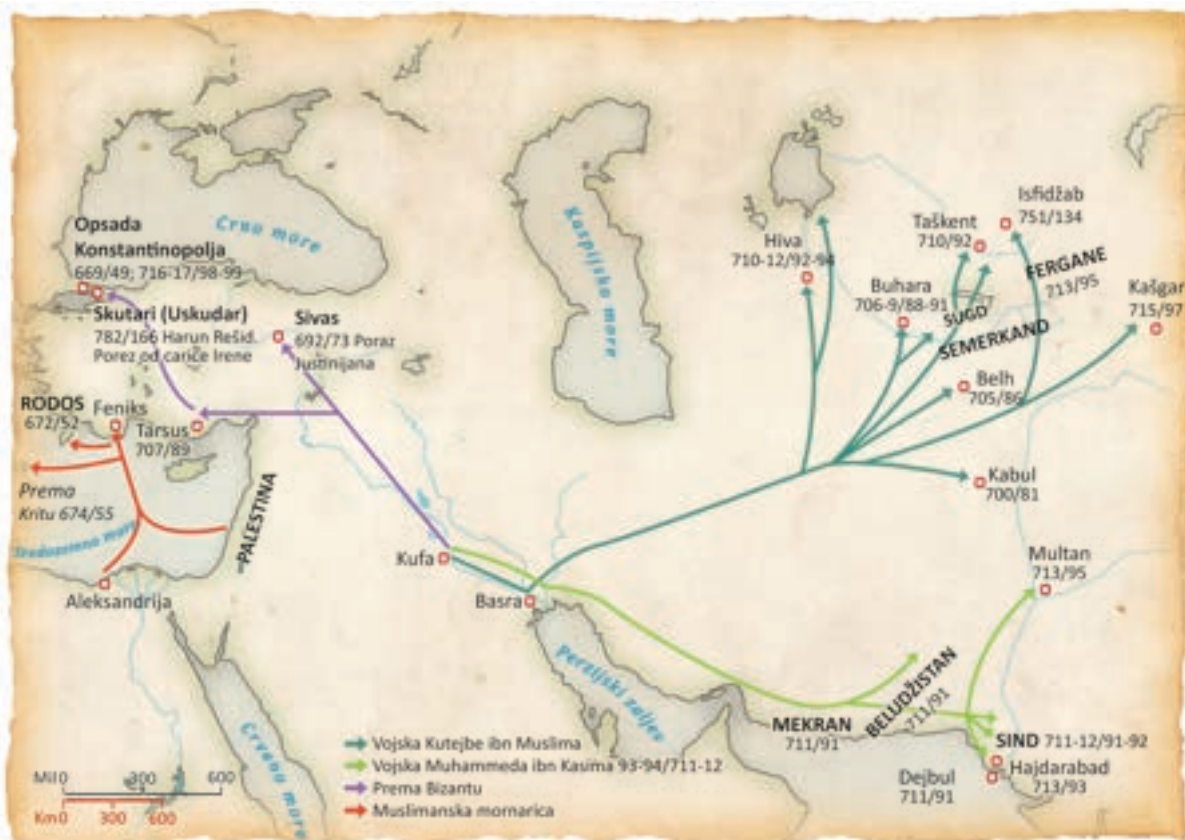 Opsada
Konstantinopolja
669/49; 716-17/98-99
Skutari (Uskudar)
782/166 Harun Rešid.
Porez od cariče Irene
Crno more
Sivas
692/73 Poraz
Justinijana
RODOS
672/52
Feniks
Tarsus
707/89
Prema
Kritu 674/55
Sredozemno more
PALESTINA
Aleksandrija
Kaspijsko more
Hiva
710-12/92-94
Buhara
706-9/88-91
Taškent
710/92
Isfidžab
751/134
FERGANE
213/95
SUGD
SEMERKAND
Kašgar
715/97
Belh
705/86
Kabul
700/81
Multan
713/95
Kufa
Basra
Perzijski zaljev
Crveno more
MEKRAN
711/91
BELUDŽISTAN
711/91
SIND 711-12/91-92
Hajdarabad
713/93
Dejbul
711/91
Vojska Kutejbe ibn Muslima
Vojska Muhammeda ibn Kasima 93-94/711-12
Prema Bizantu
Muslimanska mornarica
Mil 0 300 600
Km 0 300 600